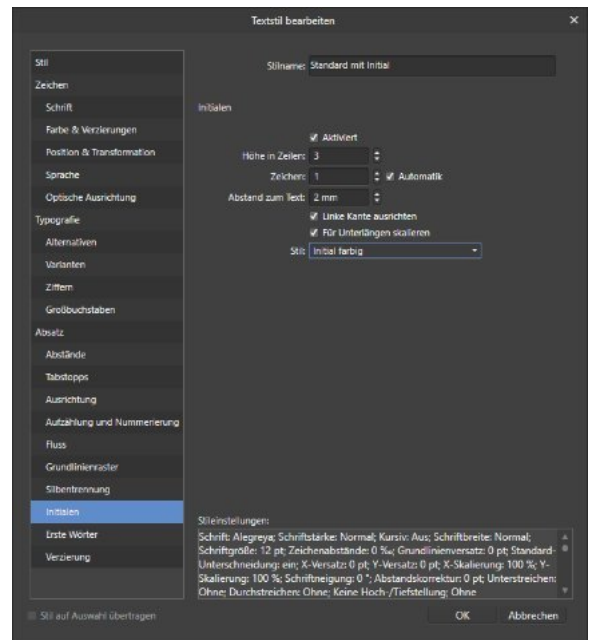 Textstil bearbeiten
Stil
Zeichen
Schrift
Farbe & Verzierungen
Position & Transformation
Sprache
Optische Ausrichtung
Typografie
Alternativen
Varianten
Ziffern
Großbuchstaben
Absatz
Abstände
Tabstopps
Ausrichtung
Aufzählung und Nummerierung
Fluss
Grundlinienraster
Silbentrennung
Initialen
Erste Wörter
Verzierung
Stilname: Standard mit Initial
Initialen
Aktiviert
Höhe in Zeilen: 3
Zeichen: 1 Automatik
Abstand zum Text: 2 mm
Linke Kante ausrichten
Für Unterlängen skalieren
Stil: Initial farbig
Stileinstellungen:
Schrift: Alegreya; Schriftstärke: Normal; Kursiv: Aus; Schriftbreite: Normal;
Schriftgröße: 12 pt; Zeichenabstände: 0 ‰; Grundlinienversatz: 0 pt; Standard-
Unterschneidung: ein; X-Versatz: 0 pt; Y-Versatz: 0 pt; X-Skalierung: 100 %; Y-
Skalierung: 100 %; Schriftneigung: 0 °; Abstandskorrektur: 0 pt; Unterstreichen:
Ohne; Durchstreichen: Ohne; Keine Hoch-/Tiefstellung; Ohne
Stil auf Auswahl übertragen
OK Abbrechen